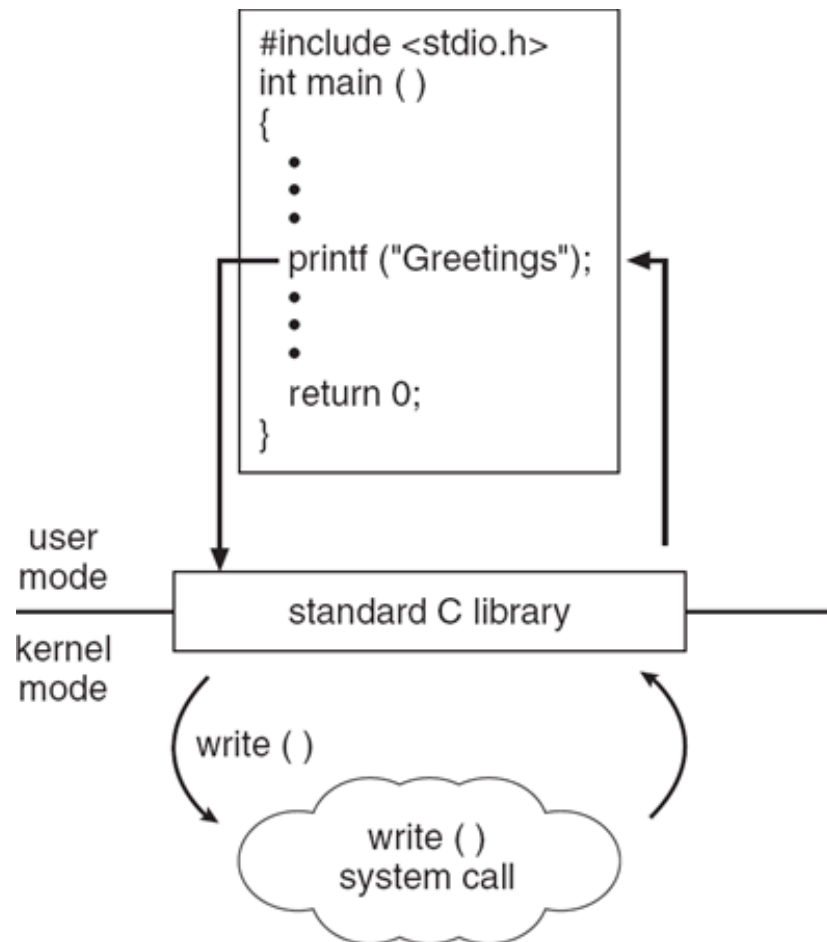 #include <stdio.h>
int main ( )
{
•
•
•
printf ("Greetings");
•
•
•
return 0;
}
user
mode
standard C library
kernel
mode
write ( )
write ( )
system call